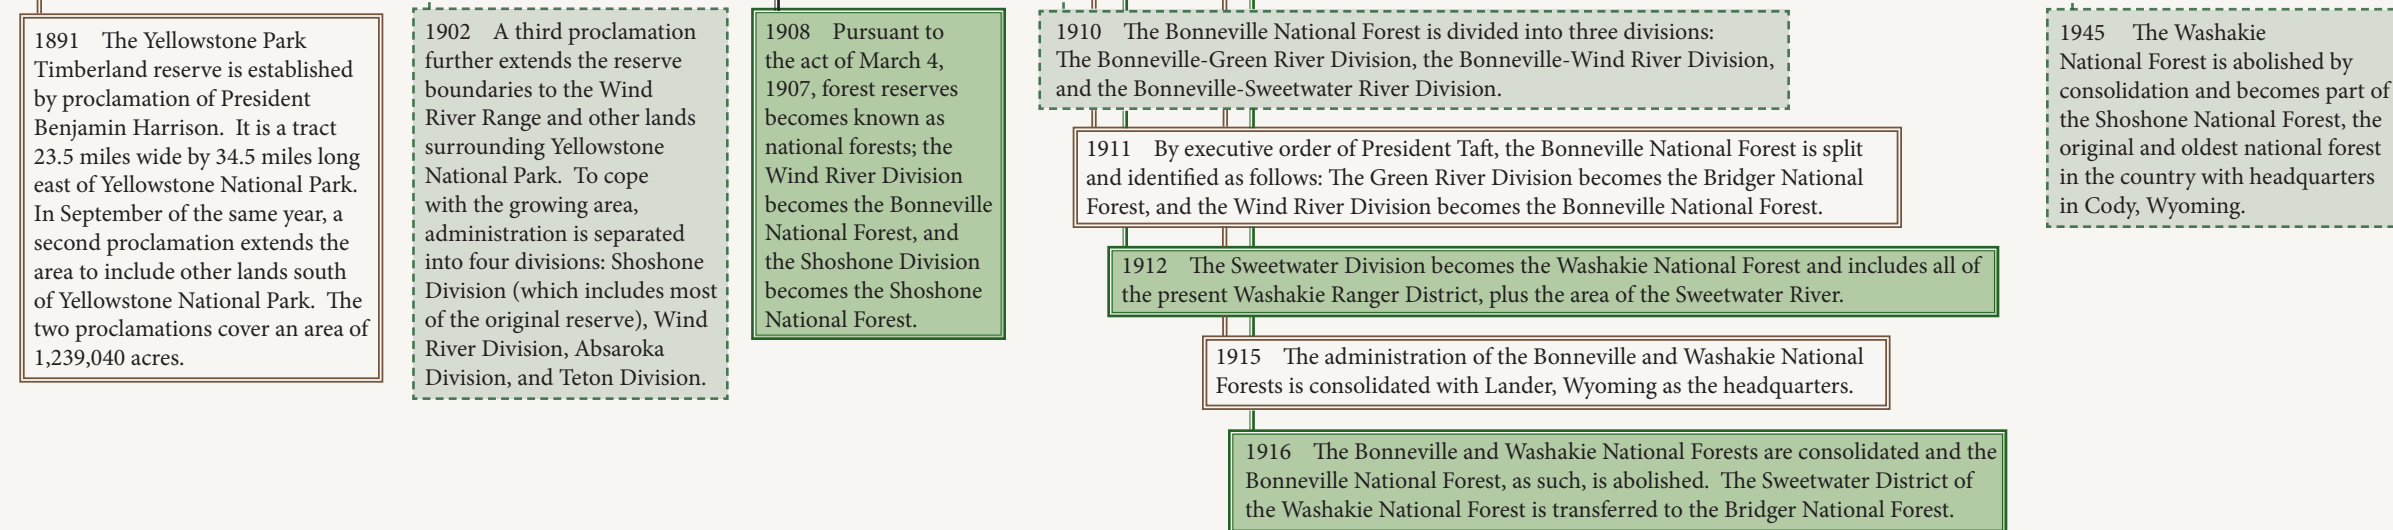 1891 The Yellowstone Park
Timberland reserve is established
by proclamation of President
Benjamin Harrison. It is a tract
23.5 miles wide by 34.5 miles long
east of Yellowstone National Park.
In September of the same year, a
second proclamation extends the
area to include other lands south
of Yellowstone National Park. The
two proclamations cover an area of
1,239,040 acres.
1902 A third proclamation
further extends the reserve
boundaries to the Wind
River Range and other lands
surrounding Yellowstone
National Park. To cope
with the growing area,
administration is separated
into four divisions: Shoshone
Division (which includes most
of the original reserve), Wind
River Division, Absaroka
Division, and Teton Division.
1908 Pursuant to
the act of March 4,
1907, forest reserves
becomes known as
national forests; the
Wind River Division
becomes the Bonneville
National Forest, and
the Shoshone Division
becomes the Shoshone
National Forest.
1910 The Bonneville National Forest is divided into three divisions:
The Bonneville-Green River Division, the Bonneville-Wind River Division,
and the Bonneville-Sweetwater River Division.
1911 By executive order of President Taft, the Bonneville National Forest is split
and identified as follows: The Green River Division becomes the Bridger National
Forest, and the Wind River Division becomes the Bonneville National Forest.
1912 The Sweetwater Division becomes the Washakie National Forest and includes all of
the present Washakie Ranger District, plus the area of the Sweetwater River.
1915 The administration of the Bonneville and Washakie National
Forests is consolidated with Lander, Wyoming as the headquarters.
1916 The Bonneville and Washakie National Forests are consolidated and the
Bonneville National Forest, as such, is abolished. The Sweetwater District of
the Washakie National Forest is transferred to the Bridger National Forest.
1945 The Washakie
National Forest is abolished by
consolidation and becomes part of
the Shoshone National Forest, the
original and oldest national forest
in the country with headquarters
in Cody, Wyoming.